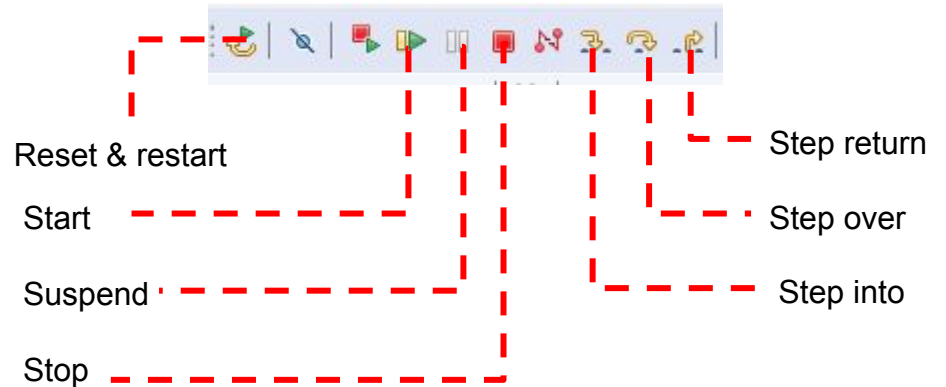 Reset & restart
Start
Suspend
Stop
Step return
Step over
Step into